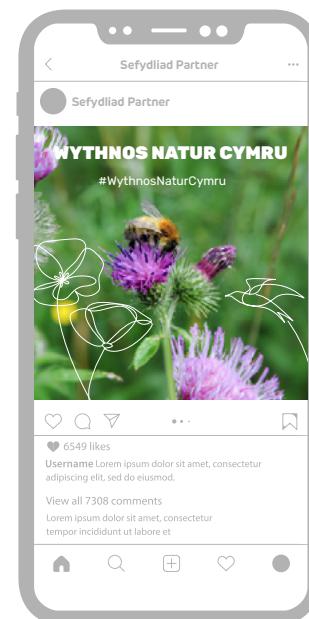 Sefydliad Partner
Sefydliad Partner
WYTHNOS NATUR CYMRU
#WythnosNaturCymru
6549 likes
Username Lorem ipsum dolor sit amet, consectetur
adipiscing elit, sed do eiusmod.
View all 7308 comments
Lorem ipsum dolor sit amet, consectetur
tempor incididunt ut labore et